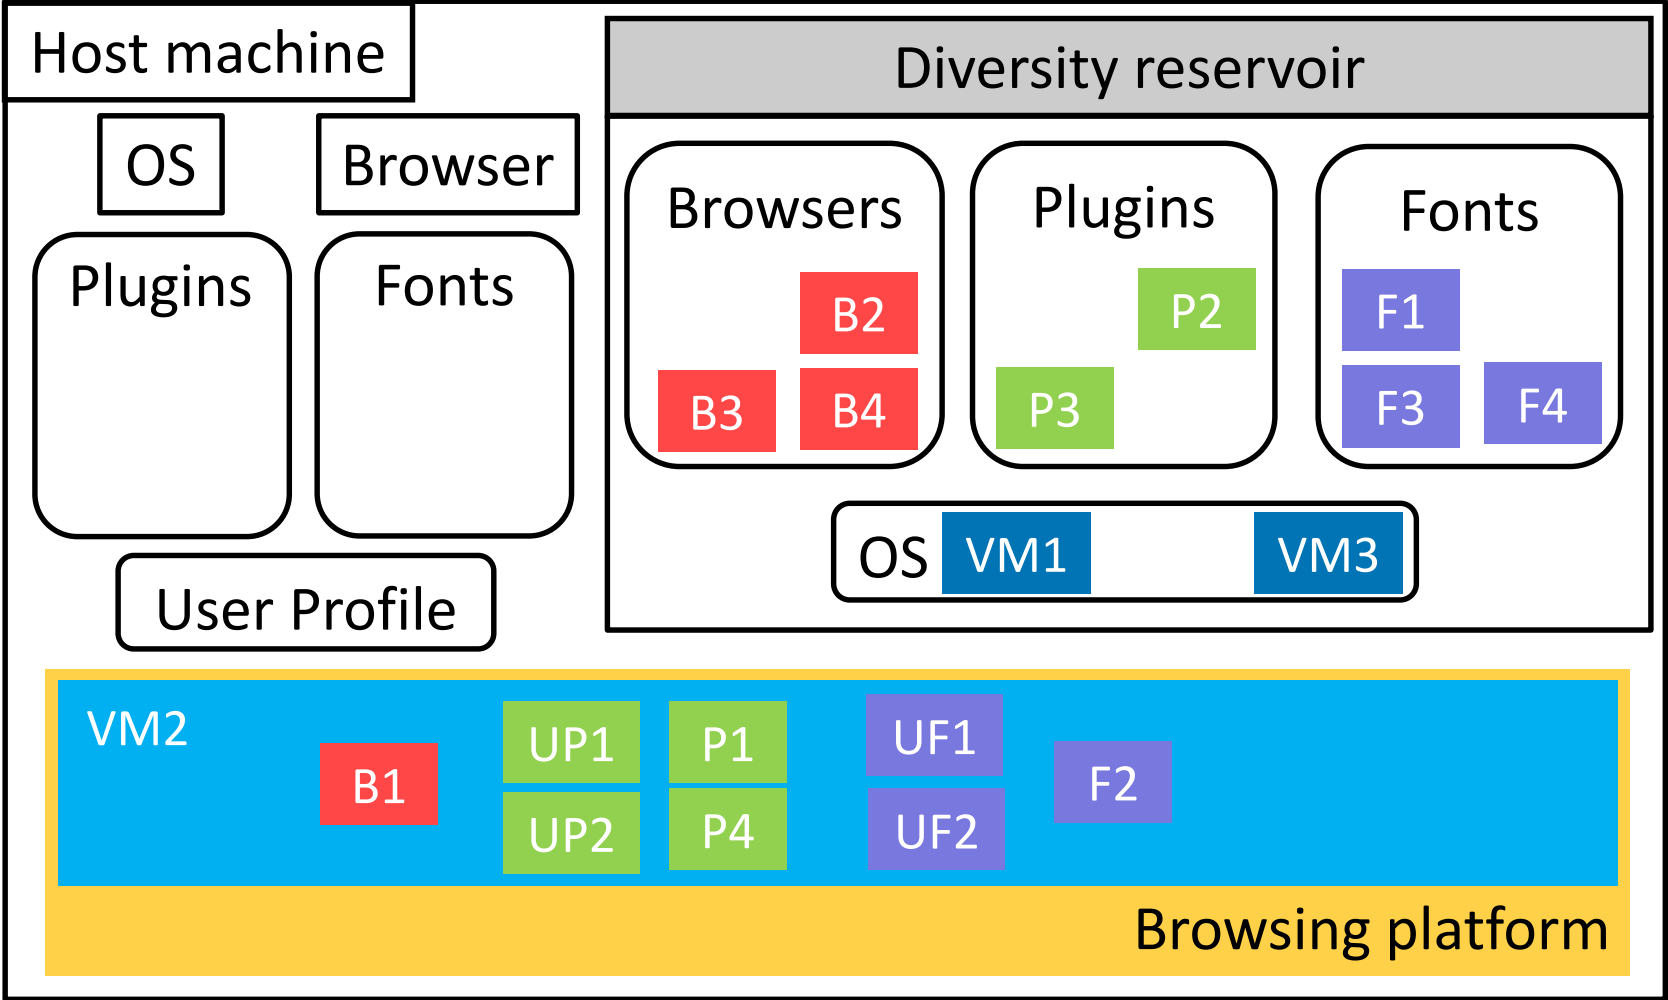 Host machine
OS
Browser
Plugins
Fonts
User Profile
Diversity reservoir
Browsers
B2
B3
B4
Plugins
P2
P3
Fonts
F1
F3
F4
OS
VM1
VM3
VM2
B1
UP1
P1
UP2
P4
UF1
UF2
F2
Browsing platform